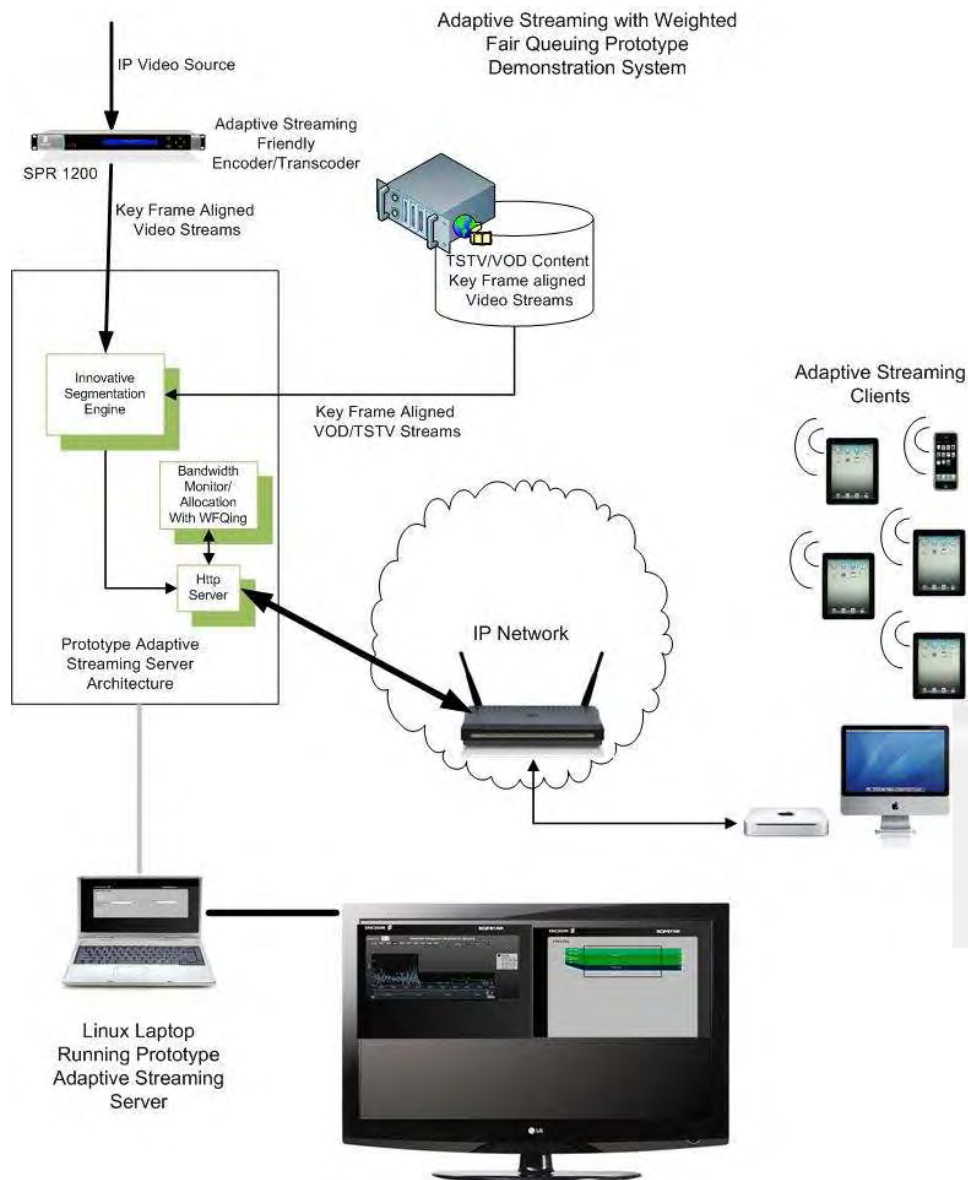 Adaptive Streaming with Weighted
Fair Queuing Prototype
Demonstration System
IP Video Source
Adaptive Streaming
Friendly
Encoder/Transcoder
SPR 1200
Key Frame Aligned
Video Streams
TSTV/VOD Content
Key Frame aligned
Video Streams
Innovative
Segmentation
Engine
Key Frame Aligned
VOD/TSTV Streams
Adaptive Streaming
Clients
Bandwidth
Monitor/
Allocation
With WFQing
Http
Server
IP Network
Prototype Adaptive
Streaming Server
Architecture
ERICSSON
ERICSSON
Linux Laptop
Running Prototype
Adaptive Streaming
Server
LG